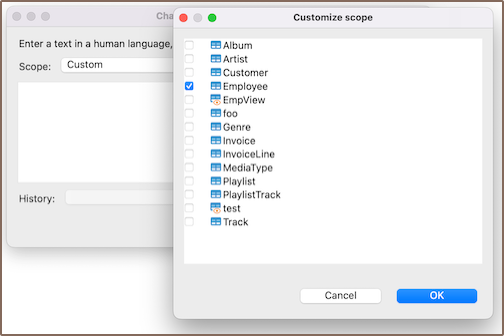 Cha
Customize scope
Enter a text in a human language,
Scope: Custom
Album
Artist
Customer
Employee
EmpView
foo
Genre
Invoice
InvoiceLine
MediaType
Playlist
PlaylistTrack
test
Track
History:
Cancel OK